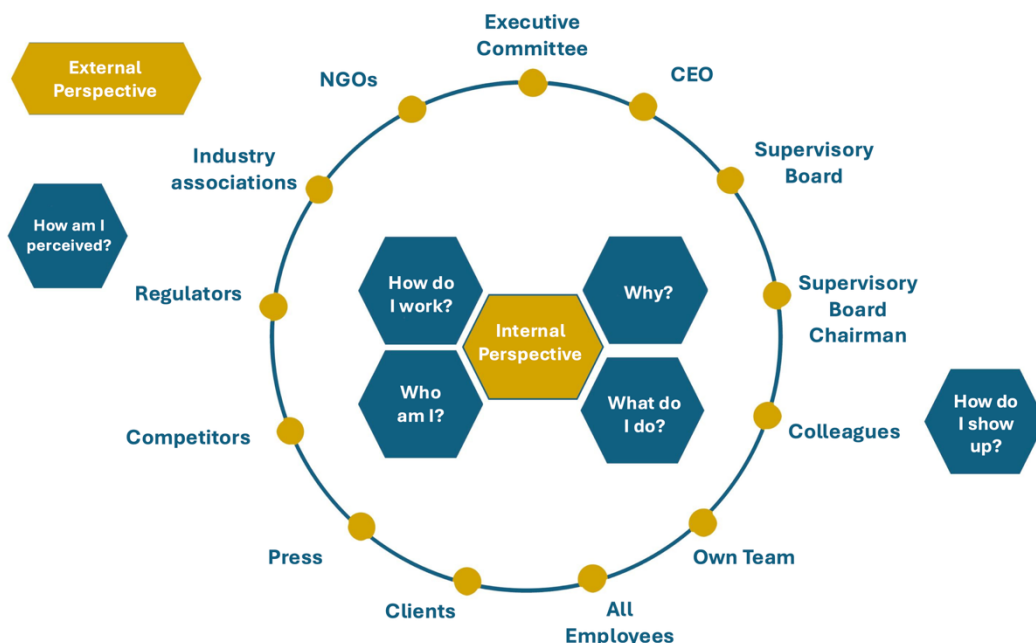 Executive
Committee
CEO
NGOs
External
Perspective
Supervisory
Board
Industry
associations
How am I
perceived?
Regulators
How do
I work?
Why?
Supervisory
Board
Chairman
Internal
Perspective
Who
am I?
What do
I do?
Competitors
Colleagues
How do
I show
up?
Press
Own Team
Clients
All
Employees